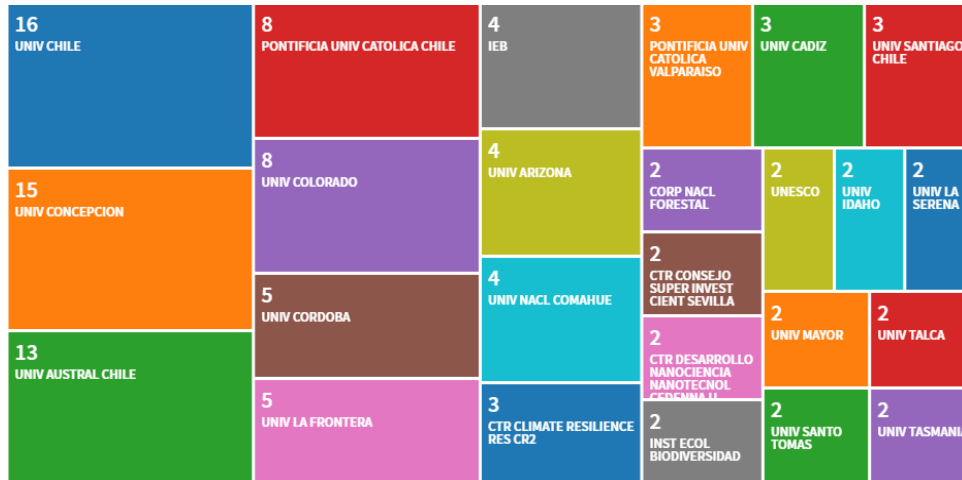 16
UNIV CHILE
15
UNIV CONCEPCION
13
UNIV AUSTRAL CHILE
8
PONTIFICIA UNIV CATOLICA CHILE
8
UNIV COLORADO
5
UNIV CORDOBA
5
UNIV LA FRONTERA
4
IEB
4
UNIV ARIZONA
4
UNIV NACL COMAHUE
3
CTR CLIMATE RESILIENCE
RES CR2
3
PONTIFICIA UNIV
CATOLICA
VALPARAISO
3
UNIV CADIZ
3
UNIV SANTIAGO
CHILE
2
CORP NACL
FORESTAL
2
CTR CONSEJO
SUPER INVEST
CIENT SEVILLA
2
CTR DESARROLLO
NANOCIENCIA
NANOTECNOL
CEDENNA U
2
INST ECOL
BIODIVERSIDAD
2
UNESCO
2
UNIV
IDAHO
2
UNIV LA
SERENA
2
UNIV MAYOR
2
UNIV TALCA
2
UNIV SANTO
TOMAS
2
UNIV TASMANIA